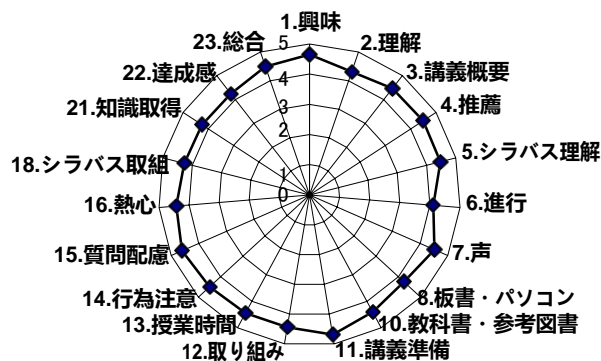 1.興味
2.理解
3.講義概要
4.推薦
5.シラバス理解
6.進行
7.声
8.板書・パソコン
10.教科書・参考図書
11.講義準備
12.取り組み
13.授業時間
14.行為注意
15.質問配慮
16.熱心
18.シラバス取組
21.知識取得
22.達成感
23.総合
5
4
3
2
1
0